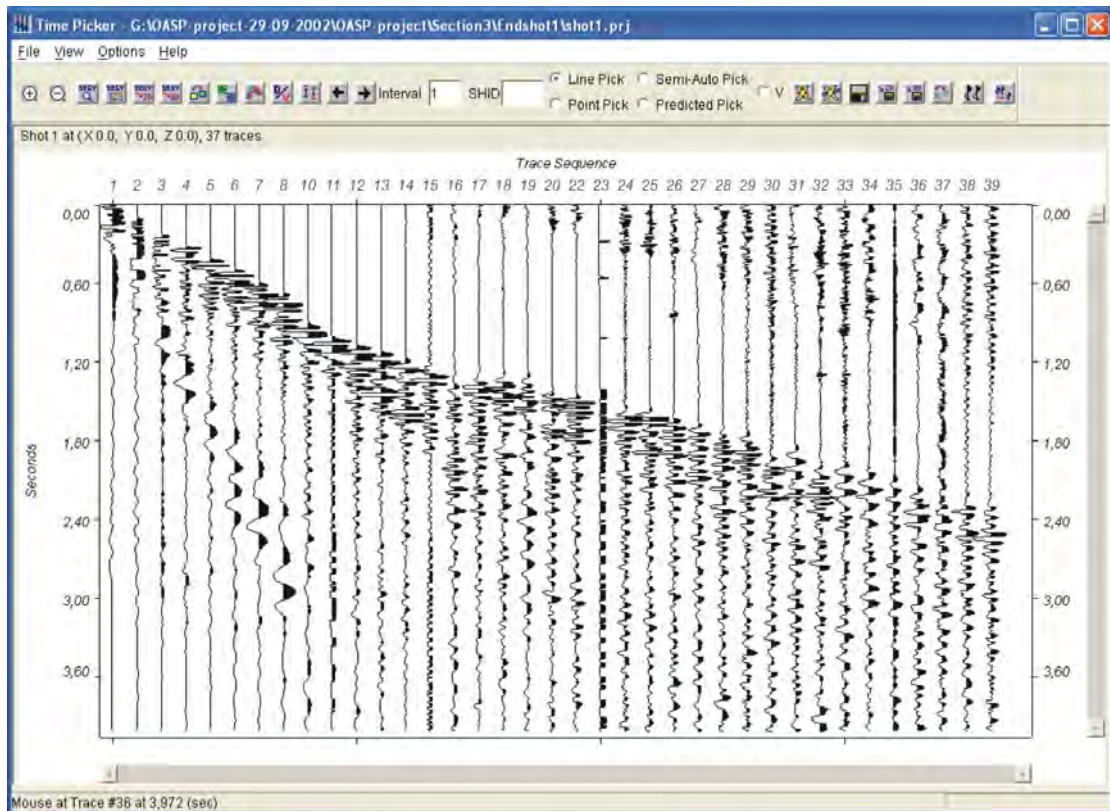 Time Picker - G:\OASP-project-29-09-2002\OASP-project\Section3\Endshot1\shot1.prj
File View Options Help
Interval 1 SHID Line Pick Semi-Auto Pick V
Point Pick Predicted Pick
Shot 1 at (X 0.0, Y 0.0, Z 0.0), 37 traces
Trace Sequence
1 2 3 4 5 6 7 8 10 11 12 13 14 15 16 17 18 19 20 22 23 24 25 26 27 28 29 30 31 32 33 34 35 36 37 38 39
0,00 0,00
0,60 0,60
1,20 1,20
1,80 1,80
Seconds
2,40 2,40
3,00 3,00
3,60 3,60
Mouse at Trace #36 at 3,972 (sec)